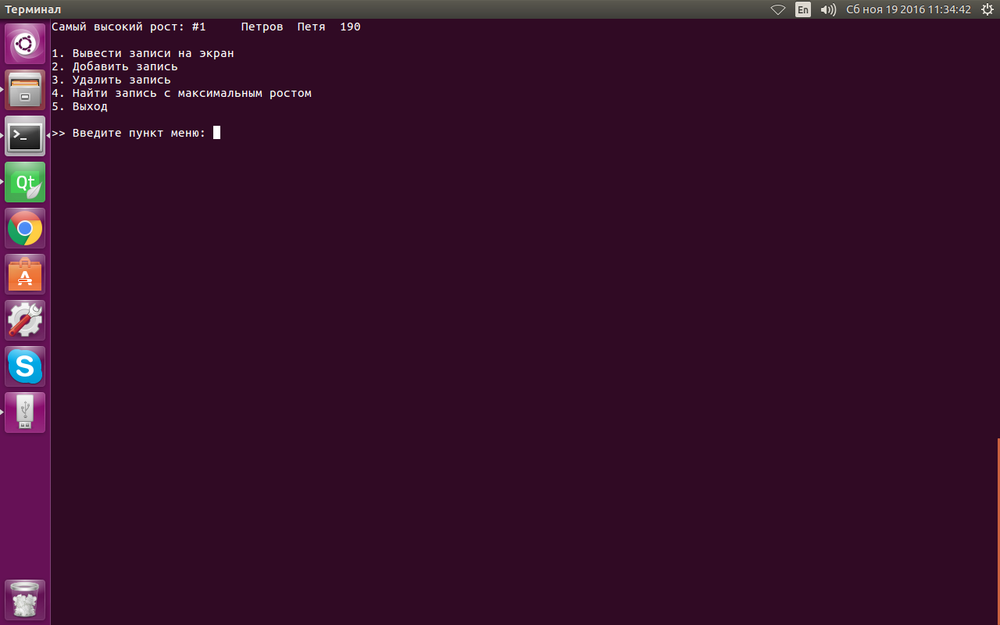 Терминал
En
Сб ноя 19 2016 11:34:42
Самый высокий рост: #1 Петров Петя 190
1. Вывести записи на экран
2. Добавить запись
3. Удалить запись
4. Найти запись с максимальным ростом
5. Выход
>> Введите пункт меню:
Qt
A
S